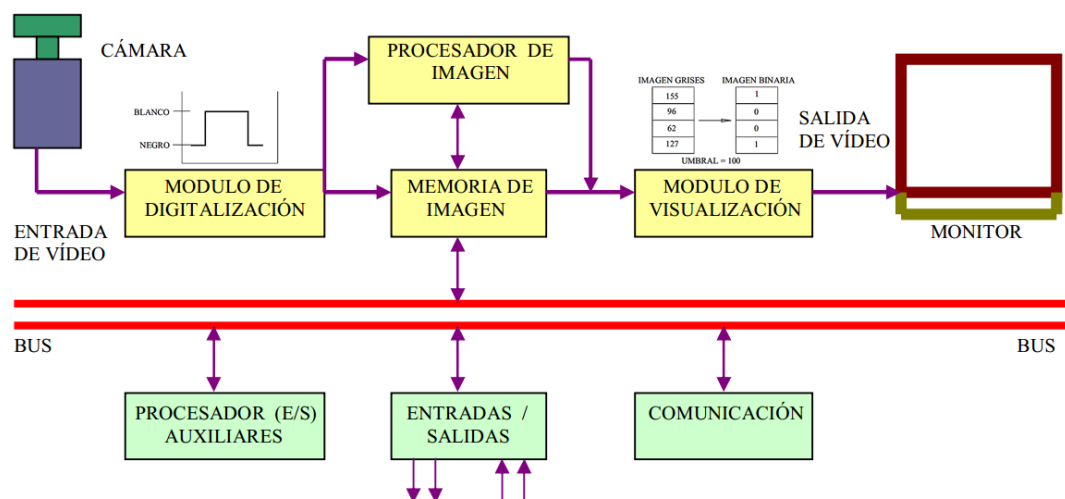 CÁMARA
PROCESADOR DE
IMAGEN
BLANCO
NEGRO
IMAGEN GRISES
IMAGEN BINARIA
155
1
96
0
62
0
127
1
UMBRAL = 100
SALIDA
DE VÍDEO
MODULO DE
DIGITALIZACIÓN
MEMORIA DE
IMAGEN
MODULO DE
VISUALIZACIÓN
ENTRADA
DE VÍDEO
MONITOR
BUS
BUS
PROCESADOR (E/S)
AUXILIARES
ENTRADAS /
SALIDAS
COMUNICACIÓN